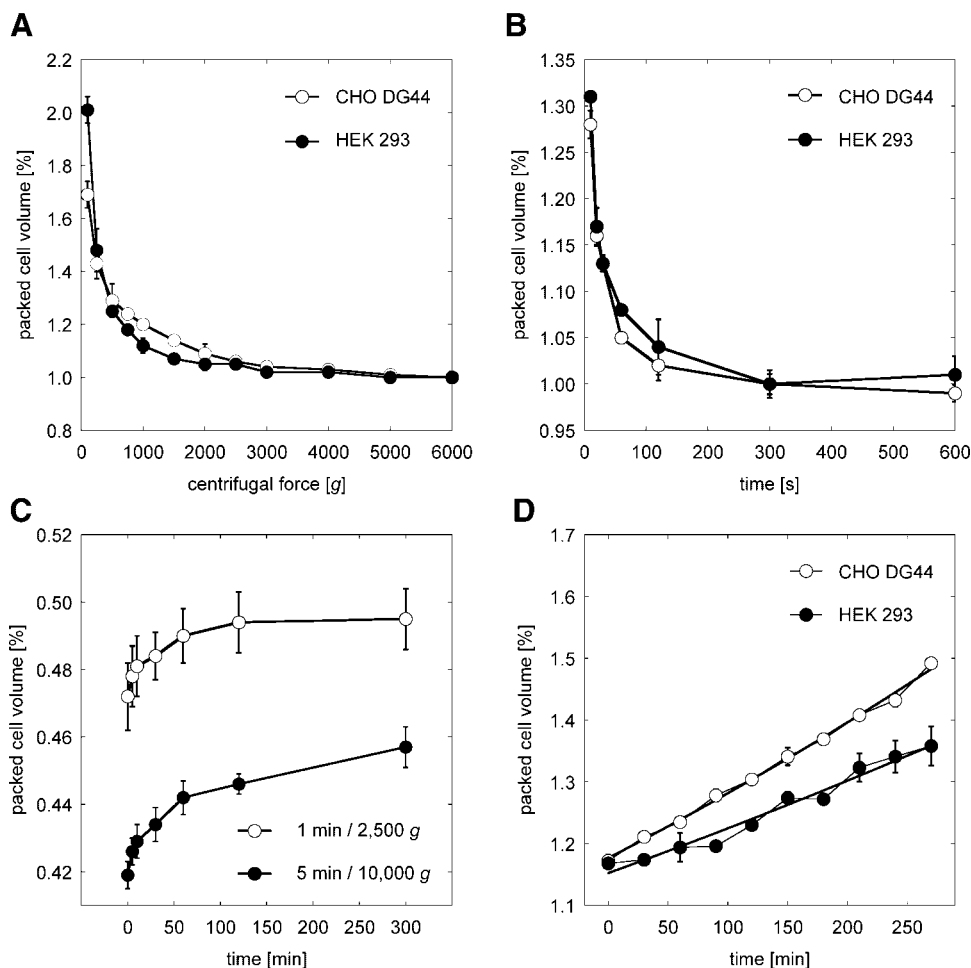 A
packed cell volume [%]
2.2
2.0
1.8
1.6
1.4
1.2
1.0
0.8
0 1000 2000 3000 4000 5000 6000
centrifugal force [g]
CHO DG44
HEK 293
B
packed cell volume [%]
1.35
1.30
1.25
1.20
1.15
1.10
1.05
1.00
0.95
0 100 200 300 400 500 600
time [s]
CHO DG44
HEK 293
C
packed cell volume [%]
0.52
0.50
0.48
0.46
0.44
0.42
0 50 100 150 200 250 300
time [min]
1 min / 2,500 g
5 min / 10,000 g
D
packed cell volume [%]
1.7
1.6
1.5
1.4
1.3
1.2
1.1
0 50 100 150 200 250
time [min]
CHO DG44
HEK 293